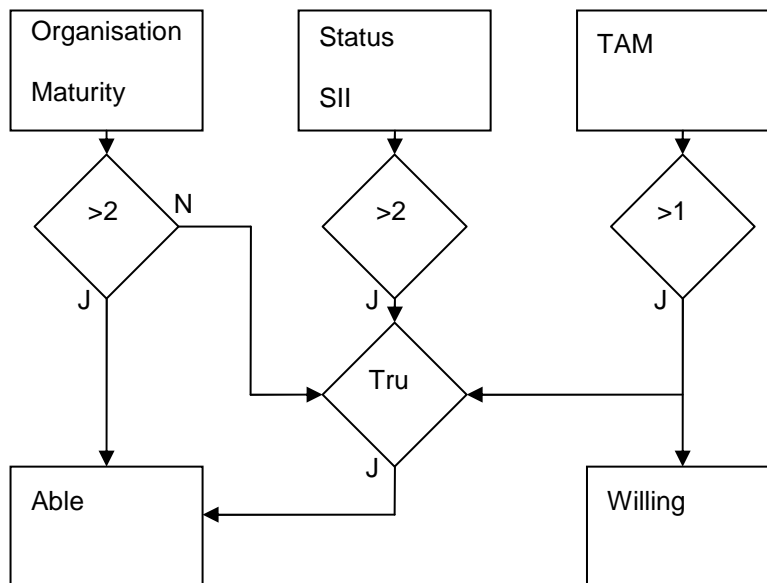 Organisation
Maturity
Status
SII
TAM
>2
N
>2
>1
J
J
J
Tru
J
Able
Willing